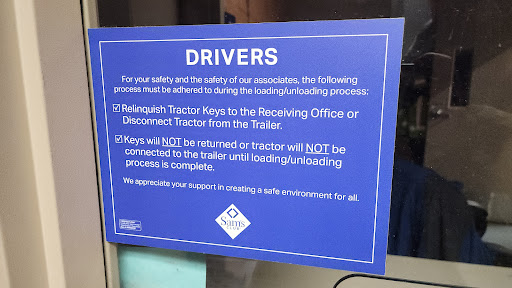 DRIVERS
For your safety and the safety of our associates, the following
process must be adhered to during the loading/unloading process:
☑ Relinquish Tractor Keys to the Receiving Office or
Disconnect Tractor from the Trailer.
☑ Keys will NOT be returned or tractor will NOT be
connected to the trailer until loading/unloading
process is complete.
We appreciate your support in creating a safe environment for all.
Sam's